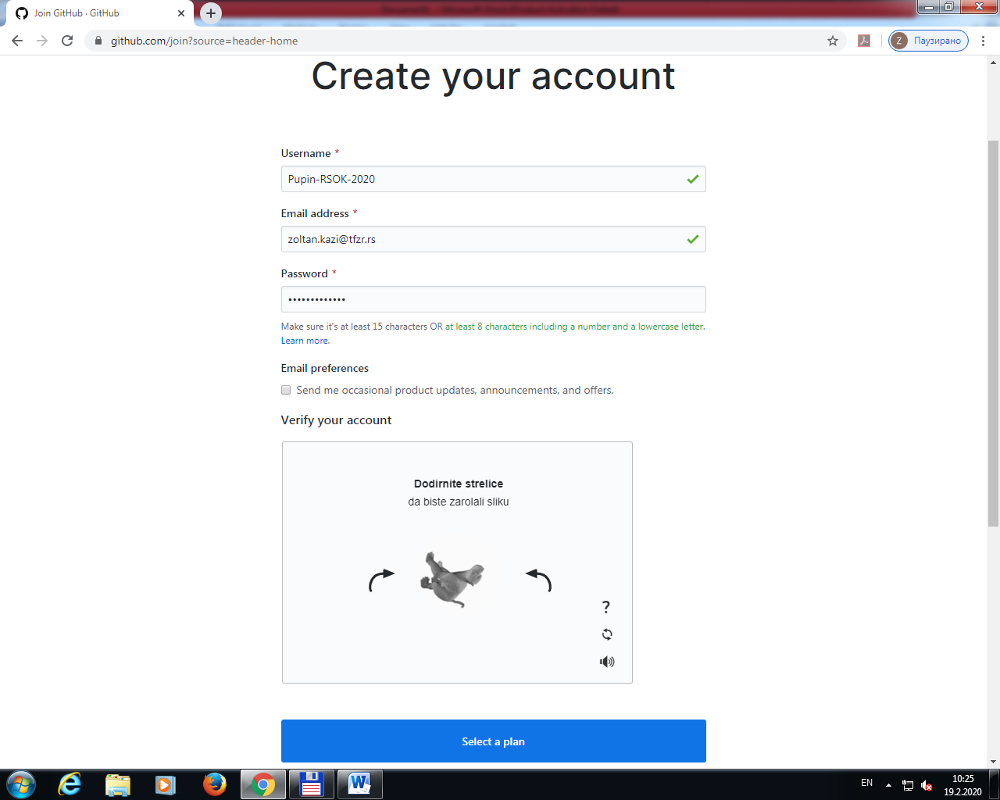 Join GitHub · GitHub
github.com/join?source=header-home
Z Паузирано
Create your account
Username *
Pupin-RSOK-2020
Email address *
zoltan.kazi@tfzr.rs
Password *
•••••••••••••
Make sure it's at least 15 characters OR at least 8 characters including a number and a lowercase letter.
Learn more.
Email preferences
Send me occasional product updates, announcements, and offers.
Verify your account
Dodirnite strelice
da biste zarolali sliku
?
Select a plan
EN
10:25
19.2.2020